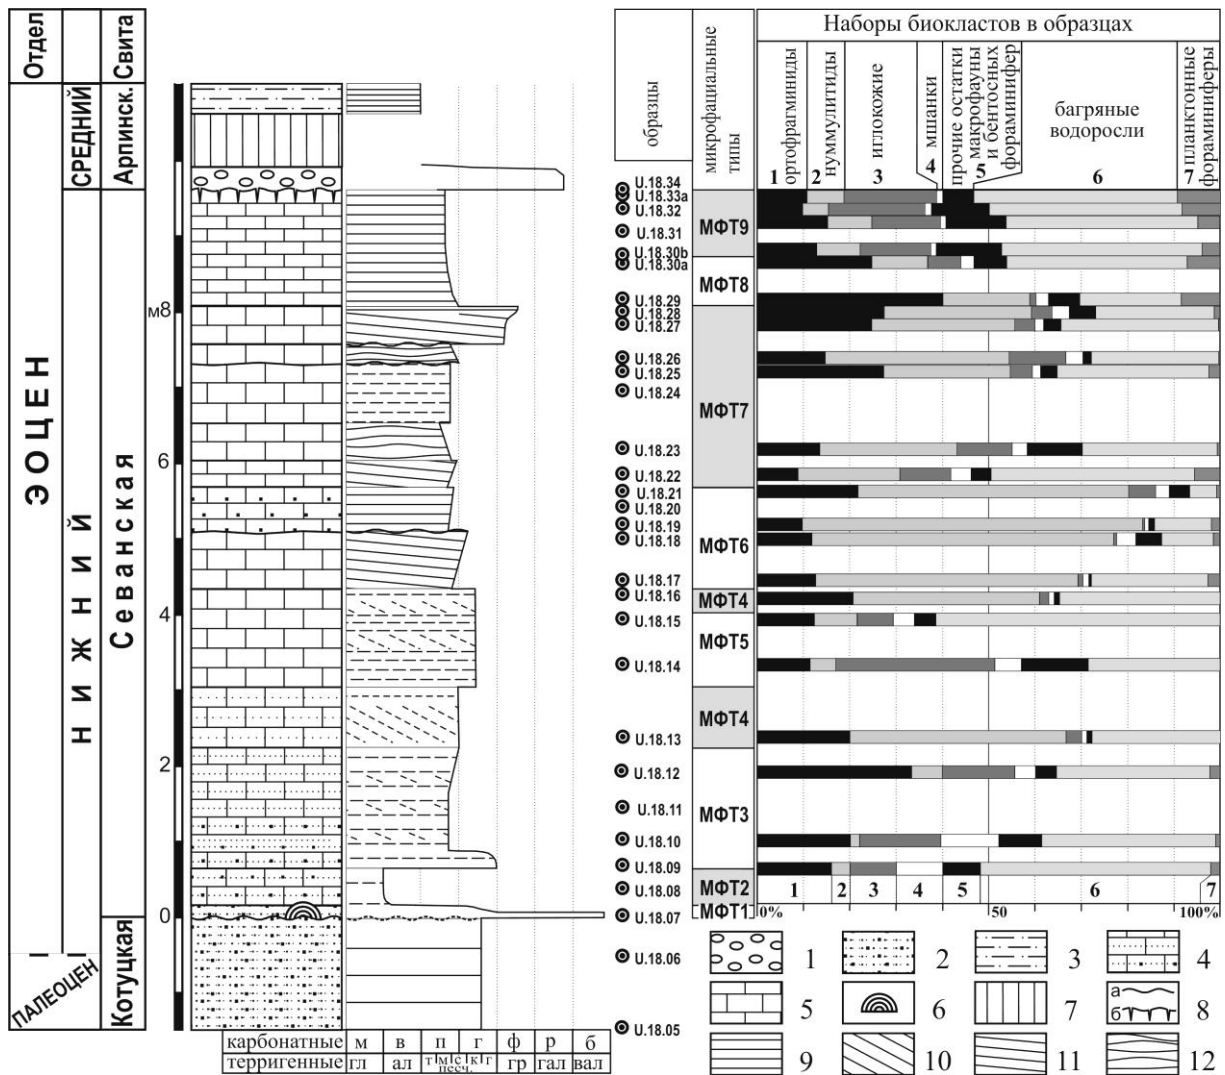 Отдел
Свита
ЭОЦЕН
СРЕДНИЙ
НИЖНИЙ
ПАЛЕОЦЕН
Арпинск.
Севанская
Котуцкая
м8
6
4
2
0
карбонатные м в п г ф р б
терригенные гл ал т м с к г песч. гр гал вал
образцы
U.18.34
U.18.33a
U.18.32
U.18.31
U.18.30b
U.18.30a
U.18.29
U.18.28
U.18.27
U.18.26
U.18.25
U.18.24
U.18.23
U.18.22
U.18.21
U.18.20
U.18.19
U.18.18
U.18.17
U.18.16
U.18.15
U.18.14
U.18.13
U.18.12
U.18.11
U.18.10
U.18.09
U.18.08
U.18.07
U.18.06
U.18.05
микрофациальные
типы
МФТ9
МФТ8
МФТ7
МФТ6
МФТ4
МФТ5
МФТ4
МФТ3
МФТ2
МФТ1
Наборы биокластов в образцах
ортофрагминиды
нуммулитиды
иглокожие
мшанки
прочие остатки
макрофауны
и бентосных
фораминифер
багряные
водоросли
планктонные
фораминиферы
1 2 3 4 5 6 7
1 2 3 4 5 6 7
0% 50 100%
1 2 3 4
5 6 7 а б 8
9 10 11 12